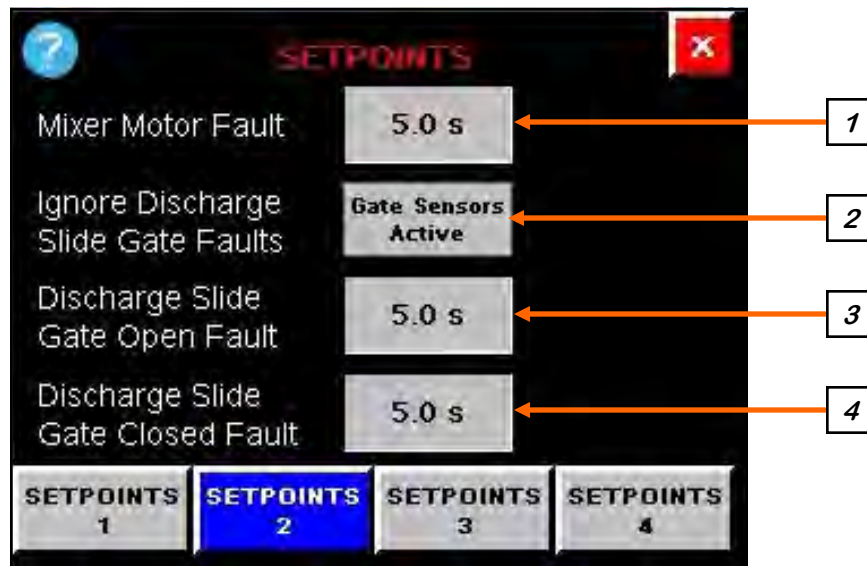 ?
SETPOINTS
×
Mixer Motor Fault
5.0 s
1
Ignore Discharge
Slide Gate Faults
Gate Sensors
Active
2
Discharge Slide
Gate Open Fault
5.0 s
3
Discharge Slide
Gate Closed Fault
5.0 s
4
SETPOINTS
1
SETPOINTS
2
SETPOINTS
3
SETPOINTS
4